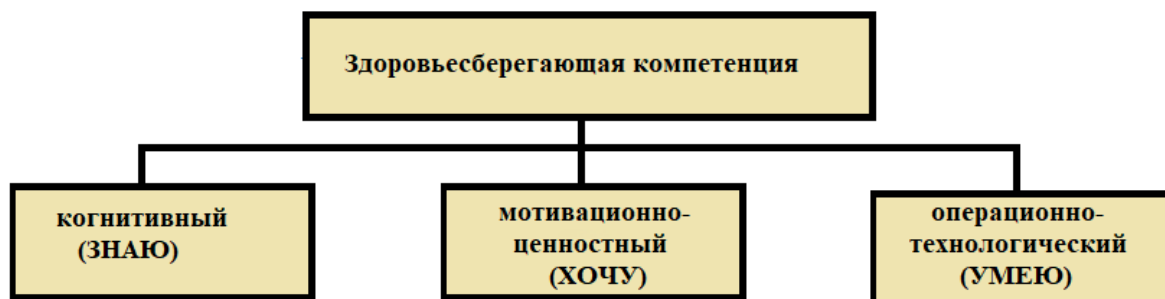 Здоровьесберегающая компетенция
когнитивный
(ЗНАЮ)
мотивационно-
ценностный
(ХОЧУ)
операционно-
технологический
(УМЕЮ)